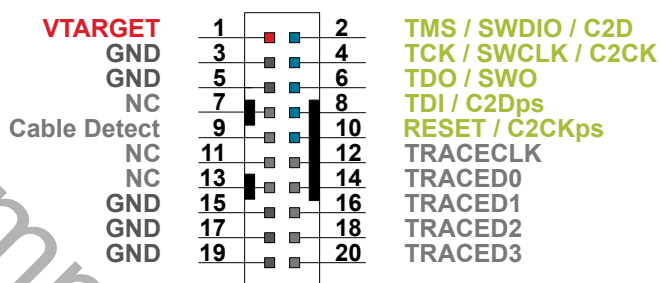 VTARGET 1 2 TMS / SWDIO / C2D
GND 3 4 TCK / SWCLK / C2CK
GND 5 6 TDO / SWO
NC 7 8 TDI / C2Dps
Cable Detect 9 10 RESET / C2CKps
NC 11 12 TRACECLK
NC 13 14 TRACED0
GND 15 16 TRACED1
GND 17 18 TRACED2
GND 19 20 TRACED3